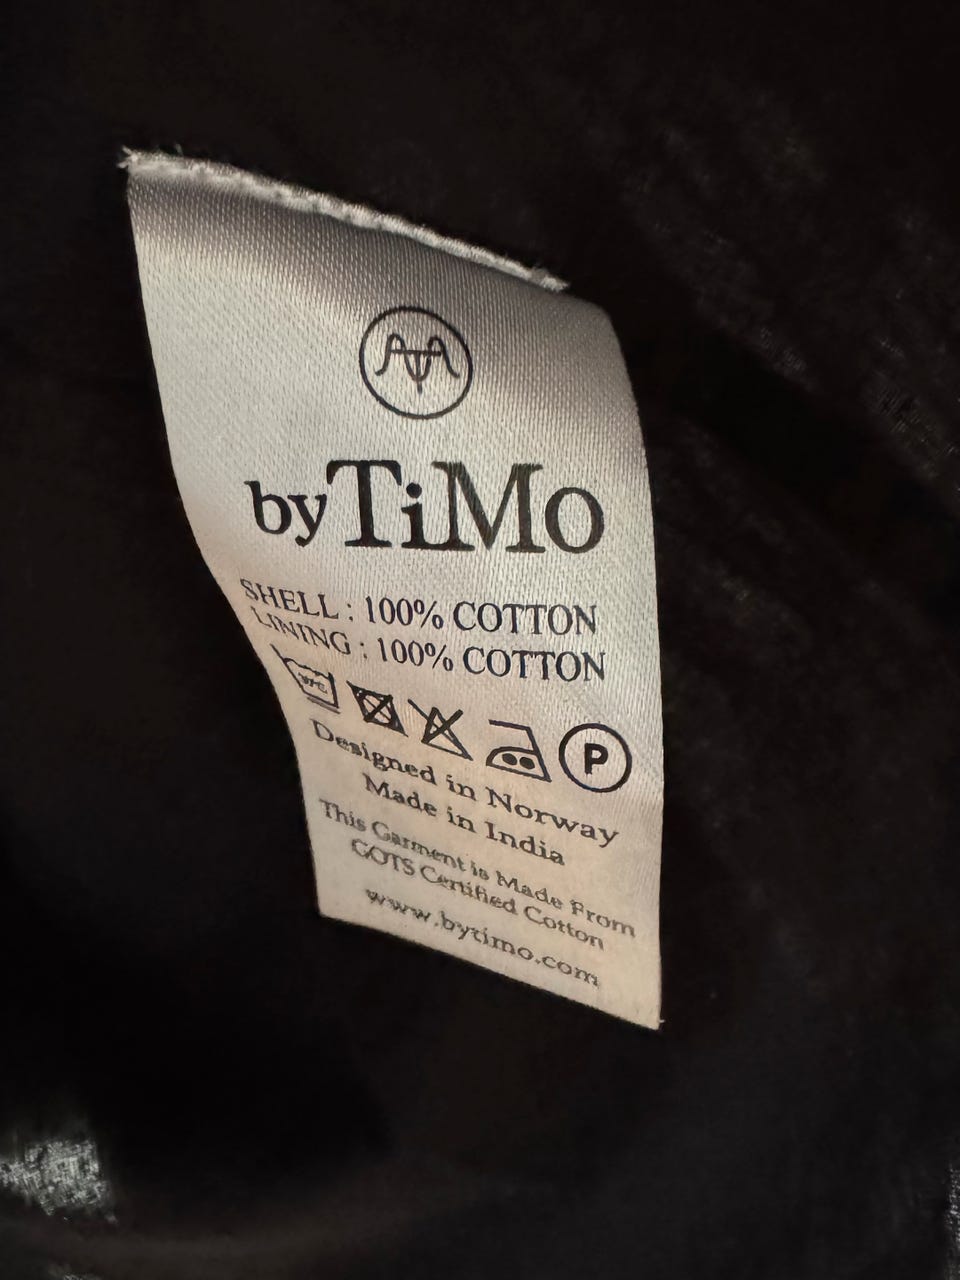 byTiMo
SHELL : 100% COTTON
LINING : 100% COTTON
P
Designed in Norway
Made in India
This Garment is Made From
GOTS Certified Cotton
www.bytimo.com